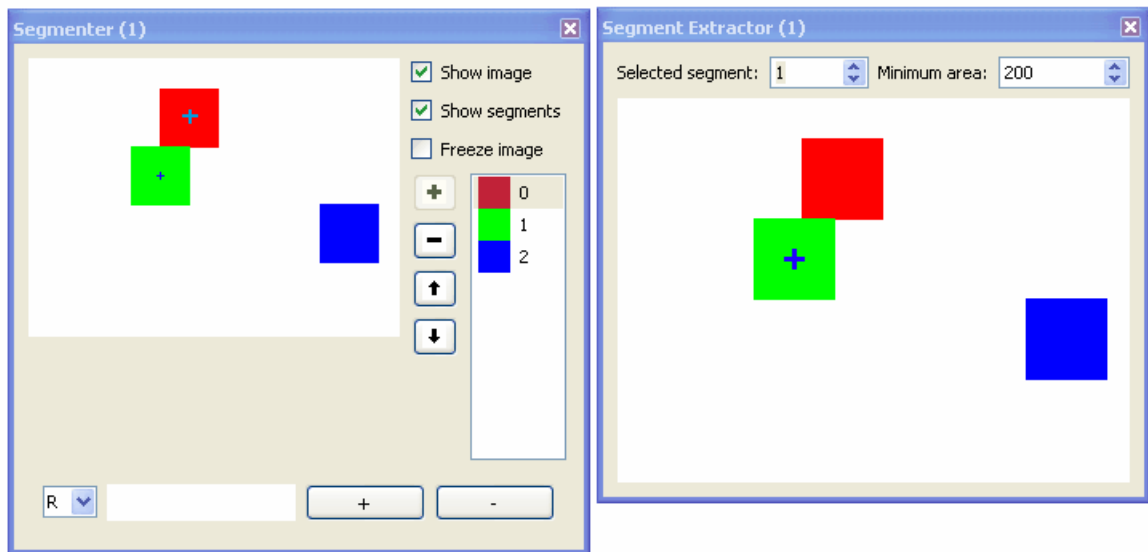 Segmenter (1)
Show image
Show segments
Freeze image
0
1
2
R
+
-
Segment Extractor (1)
Selected segment: 1 Minimum area: 200